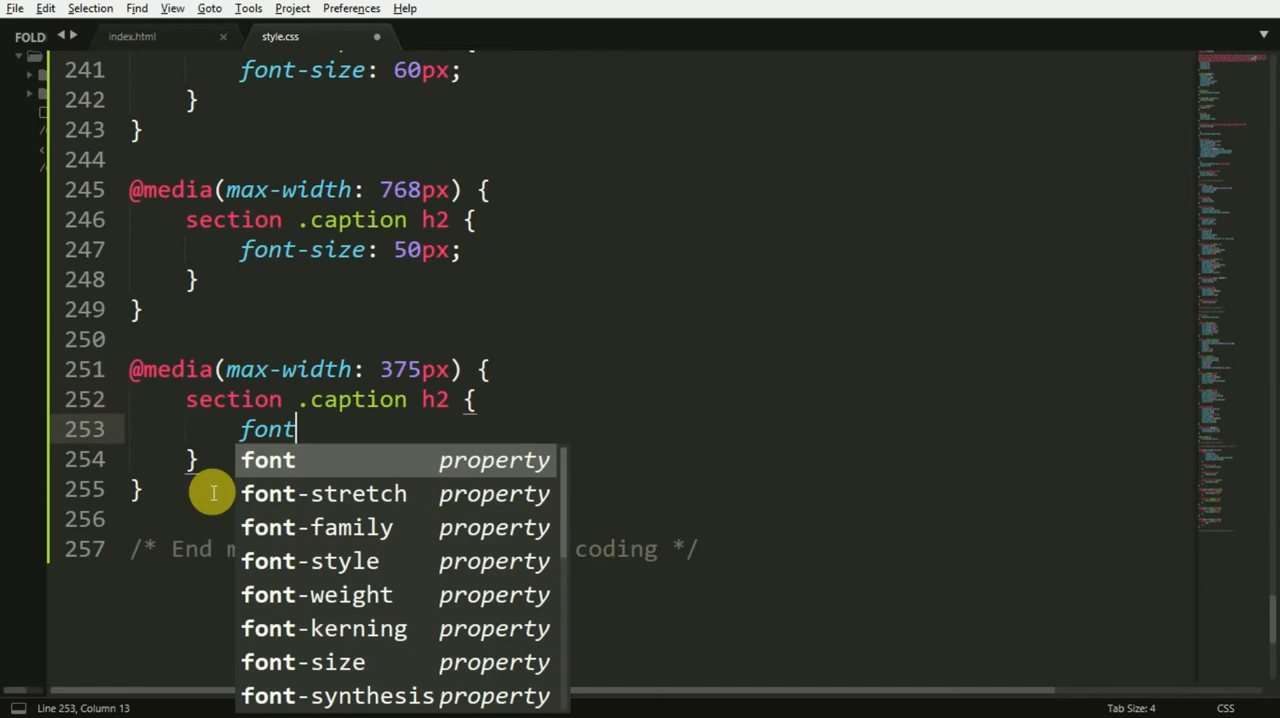 File Edit Selection Find View Goto Tools Project Preferences Help
FOLD
index.html
style.css
241 font-size: 60px;
242 }
243 }
244
245 @media(max-width: 768px) {
246 section .caption h2 {
247 font-size: 50px;
248 }
249 }
250
251 @media(max-width: 375px) {
252 section .caption h2 {
253 font
254 }
255 }
256
257 /* End m coding */
font property
font-stretch property
font-family property
font-style property
font-weight property
font-kerning property
font-size property
font-synthesis property
Line 253, Column 13
Tab Size: 4
CSS